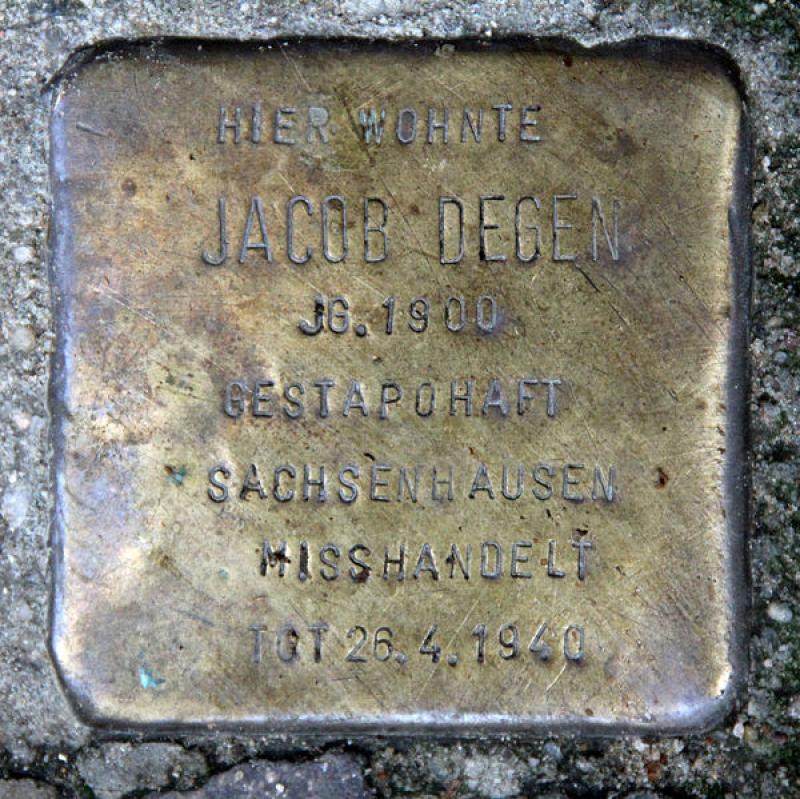 HIER WOHNTE
JACOB DEGEN
JG. 1900
GESTAPOHAFT
SACHSENHAUSEN
MISSHANDELT
TOT 26.4.1940